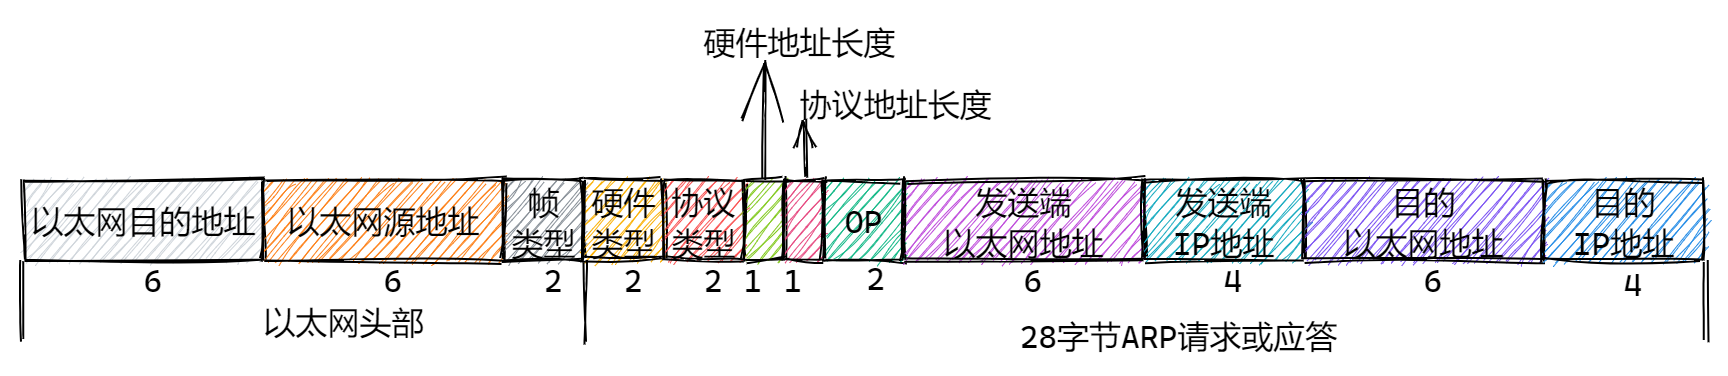 硬件地址长度
协议地址长度
以太网目的地址
以太网源地址
帧
类型
硬件
类型
协议
类型
OP
发送端
以太网地址
发送端
IP地址
目的
以太网地址
目的
IP地址
6
6
2
2
2
1
1
2
6
4
6
4
以太网头部
28字节ARP请求或应答